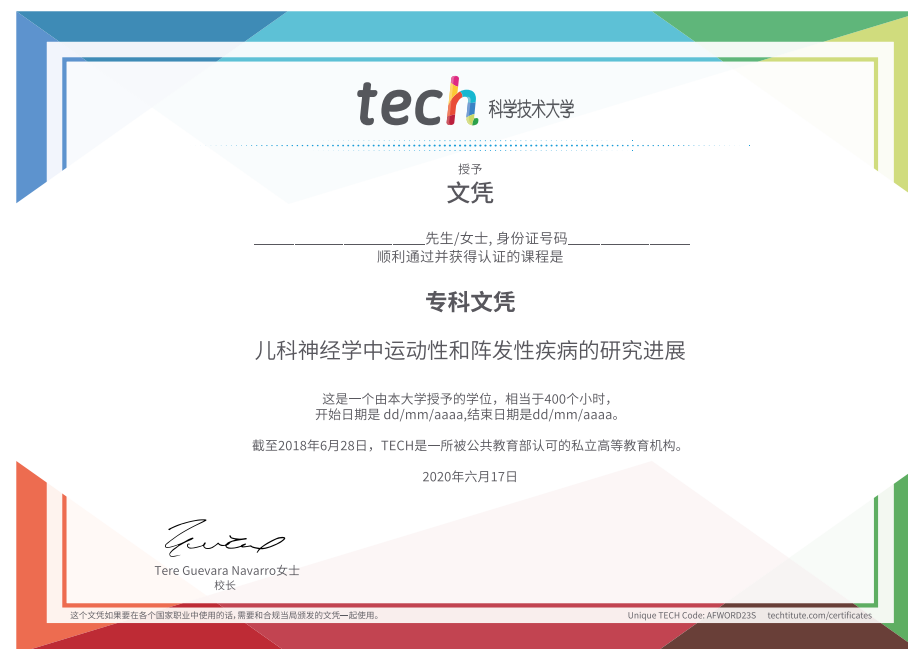 tech 科学技术大学
授予
文凭
先生/女士, 身份证号码
顺利通过并获得认证的课程是
专科文凭
儿科神经学中运动性和阵发性疾病的研究进展
这是一个由本大学授予的学位，相当于400个小时，
开始日期是 dd/mm/aaaa,结束日期是dd/mm/aaaa。
截至2018年6月28日，TECH是一所被公共教育部认可的私立高等教育机构。
2020年六月17日
Tere Guevara Navarro女士
校长
这个文凭如果要在各个国家职业中使用的话,需要和合规当局颁发的文凭一起使用。
Unique TECH Code: AFWORD23S techtitute.com/certificates